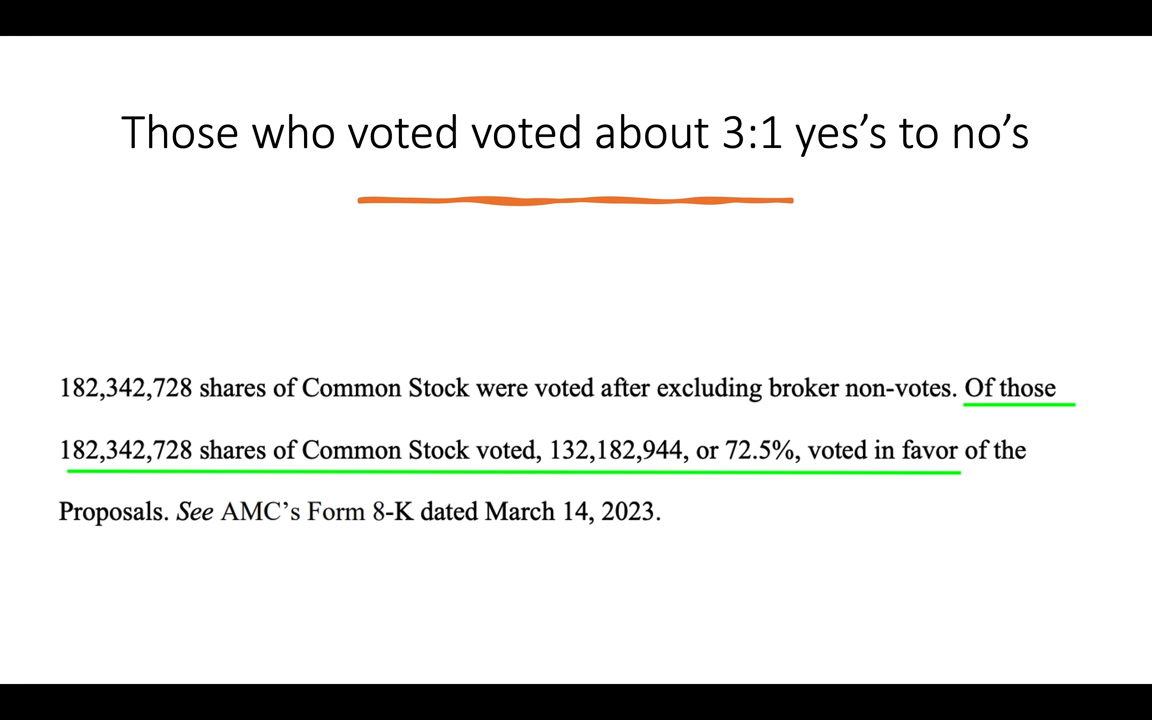 Those who voted voted about 3:1 yes’s to no’s
182,342,728 shares of Common Stock were voted after excluding broker non-votes. Of those
182,342,728 shares of Common Stock voted, 132,182,944, or 72.5%, voted in favor of the
Proposals. See AMC’s Form 8-K dated March 14, 2023.